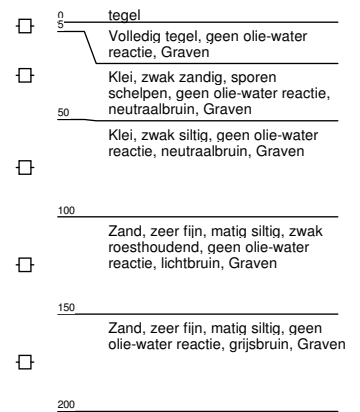 0 tegel
5
Volledig tegel, geen olie-water
reactie, Graven
Klei, zwak zandig, sporen
schelpen, geen olie-water reactie,
neutraalbruin, Graven
50
Klei, zwak siltig, geen olie-water
reactie, neutraalbruin, Graven
100
Zand, zeer fijn, matig siltig, zwak
roesthoudend, geen olie-water
reactie, lichtbruin, Graven
150
Zand, zeer fijn, matig siltig, geen
olie-water reactie, grijsbruin, Graven
200